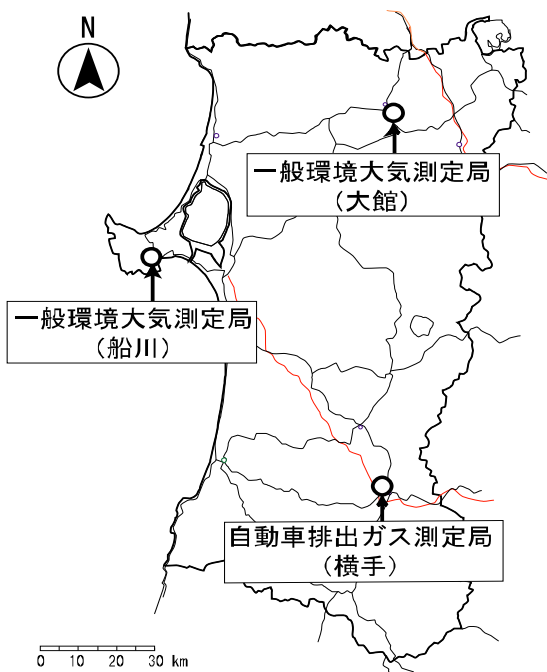 N
一般環境大気測定局
(大館)
一般環境大気測定局
(船川)
自動車排出ガス測定局
(横手)
0 10 20 30 km